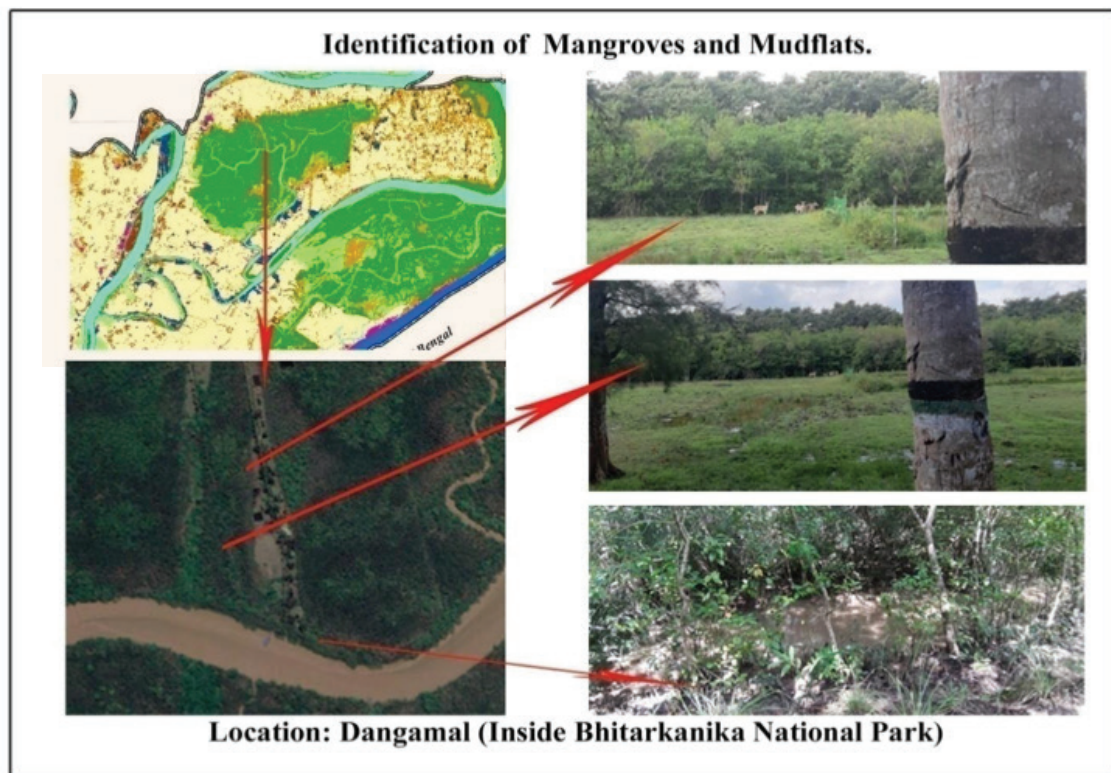 Identification of Mangroves and Mudflats.
Bengal
Location: Dangamal (Inside Bhitarkanika National Park)